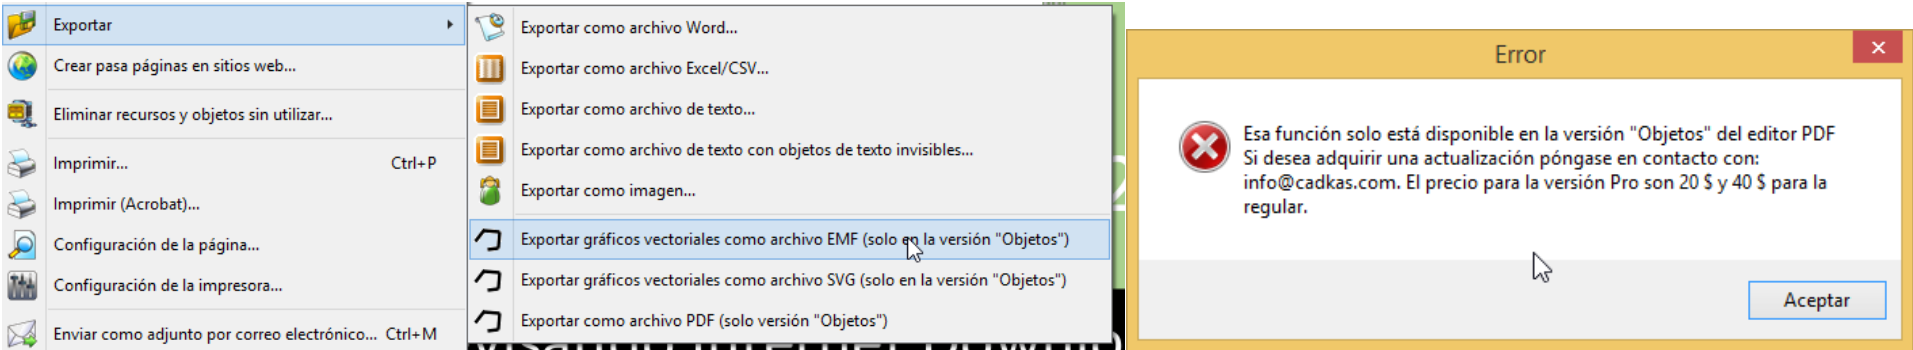 Exportar
Crear pasa páginas en sitios web...
Eliminar recursos y objetos sin utilizar...
Imprimir... Ctrl+P
Imprimir (Acrobat)...
Configuración de la página...
Configuración de la impresora...
Enviar como adjunto por correo electrónico... Ctrl+M
Exportar como archivo Word...
Exportar como archivo Excel/CSV...
Exportar como archivo de texto...
Exportar como archivo de texto con objetos de texto invisibles...
Exportar como imagen...
Exportar gráficos vectoriales como archivo EMF (solo en la versión "Objetos")
Exportar gráficos vectoriales como archivo SVG (solo en la versión "Objetos")
Exportar como archivo PDF (solo versión "Objetos")
Error
Esa función solo está disponible en la versión "Objetos" del editor PDF
Si desea adquirir una actualización póngase en contacto con:
info@cadkas.com. El precio para la versión Pro son 20 $ y 40 $ para la
regular.
Aceptar